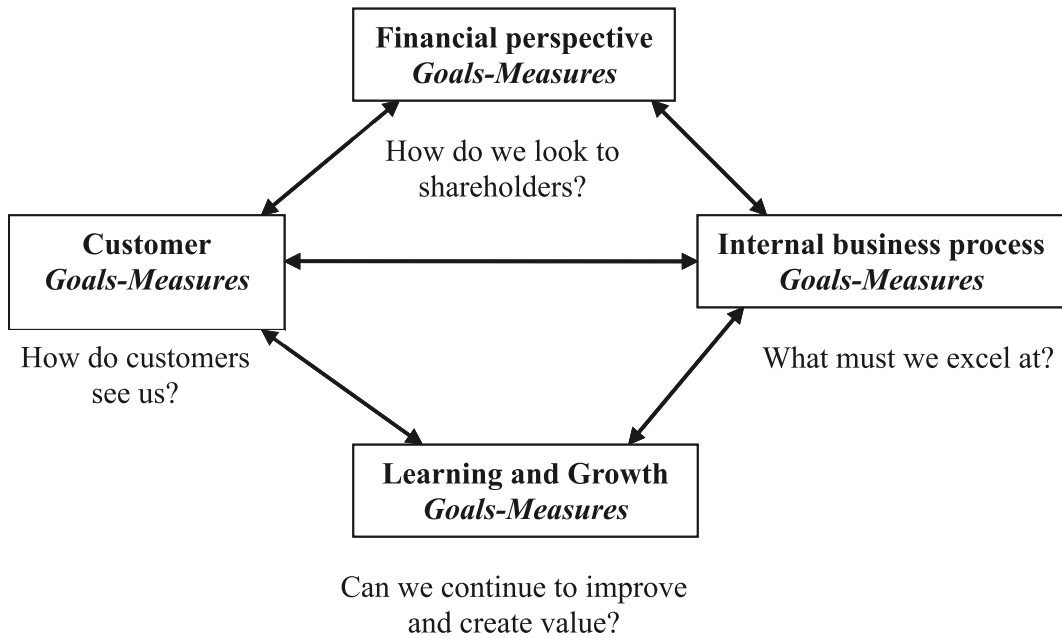 Financial perspective
Goals-Measures
How do we look to
shareholders?
Customer
Goals-Measures
Internal business process
Goals-Measures
How do customers
see us?
What must we excel at?
Learning and Growth
Goals-Measures
Can we continue to improve
and create value?